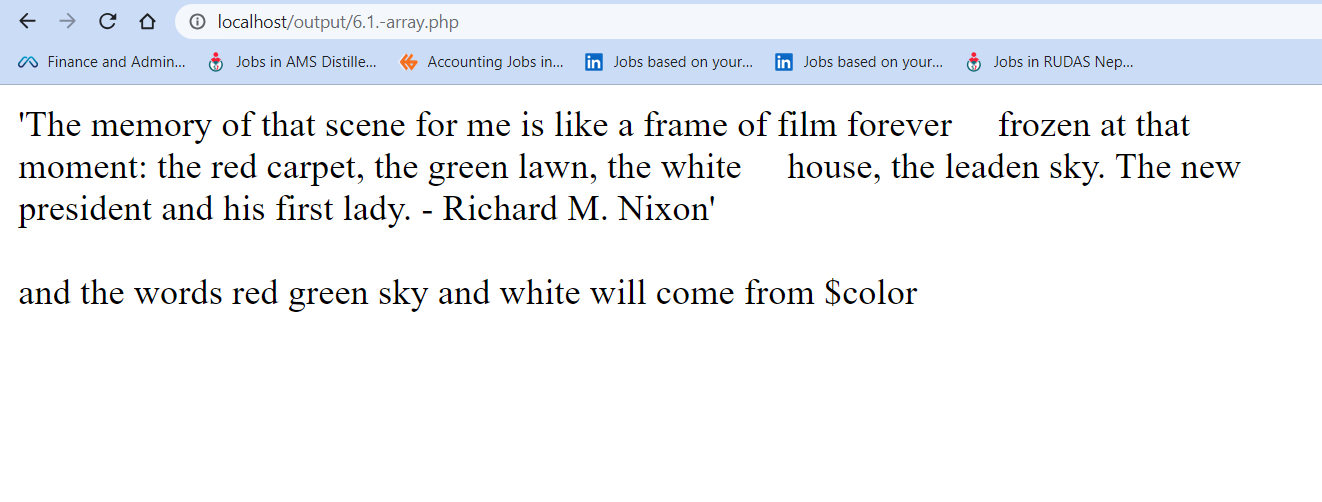 localhost/output/6.1.-array.php
Finance and Admin... Jobs in AMS Distille... Accounting Jobs in... Jobs based on your... Jobs based on your... Jobs in RUDAS Nep...
'The memory of that scene for me is like a frame of film forever     frozen at that
moment: the red carpet, the green lawn, the white     house, the leaden sky. The new
president and his first lady. - Richard M. Nixon'
and the words red green sky and white will come from $color